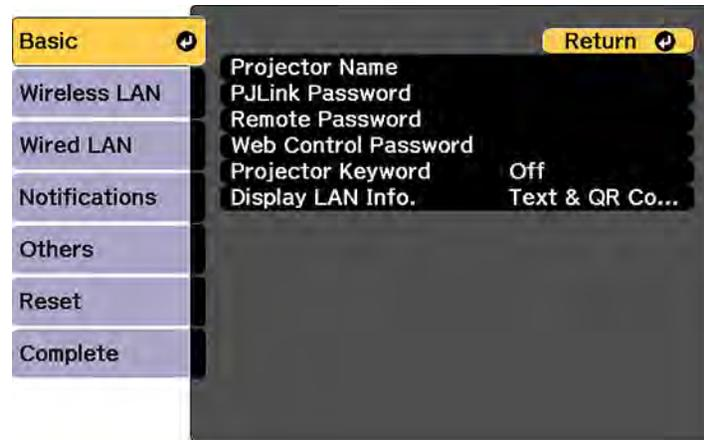 Basic
Wireless LAN
Wired LAN
Notifications
Others
Reset
Complete
Return
Projector Name
PJLink Password
Remote Password
Web Control Password
Projector Keyword Off
Display LAN Info. Text & QR Co...